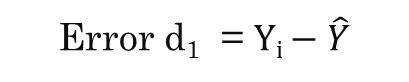 Error d₁ = Yᵢ − Ŷ